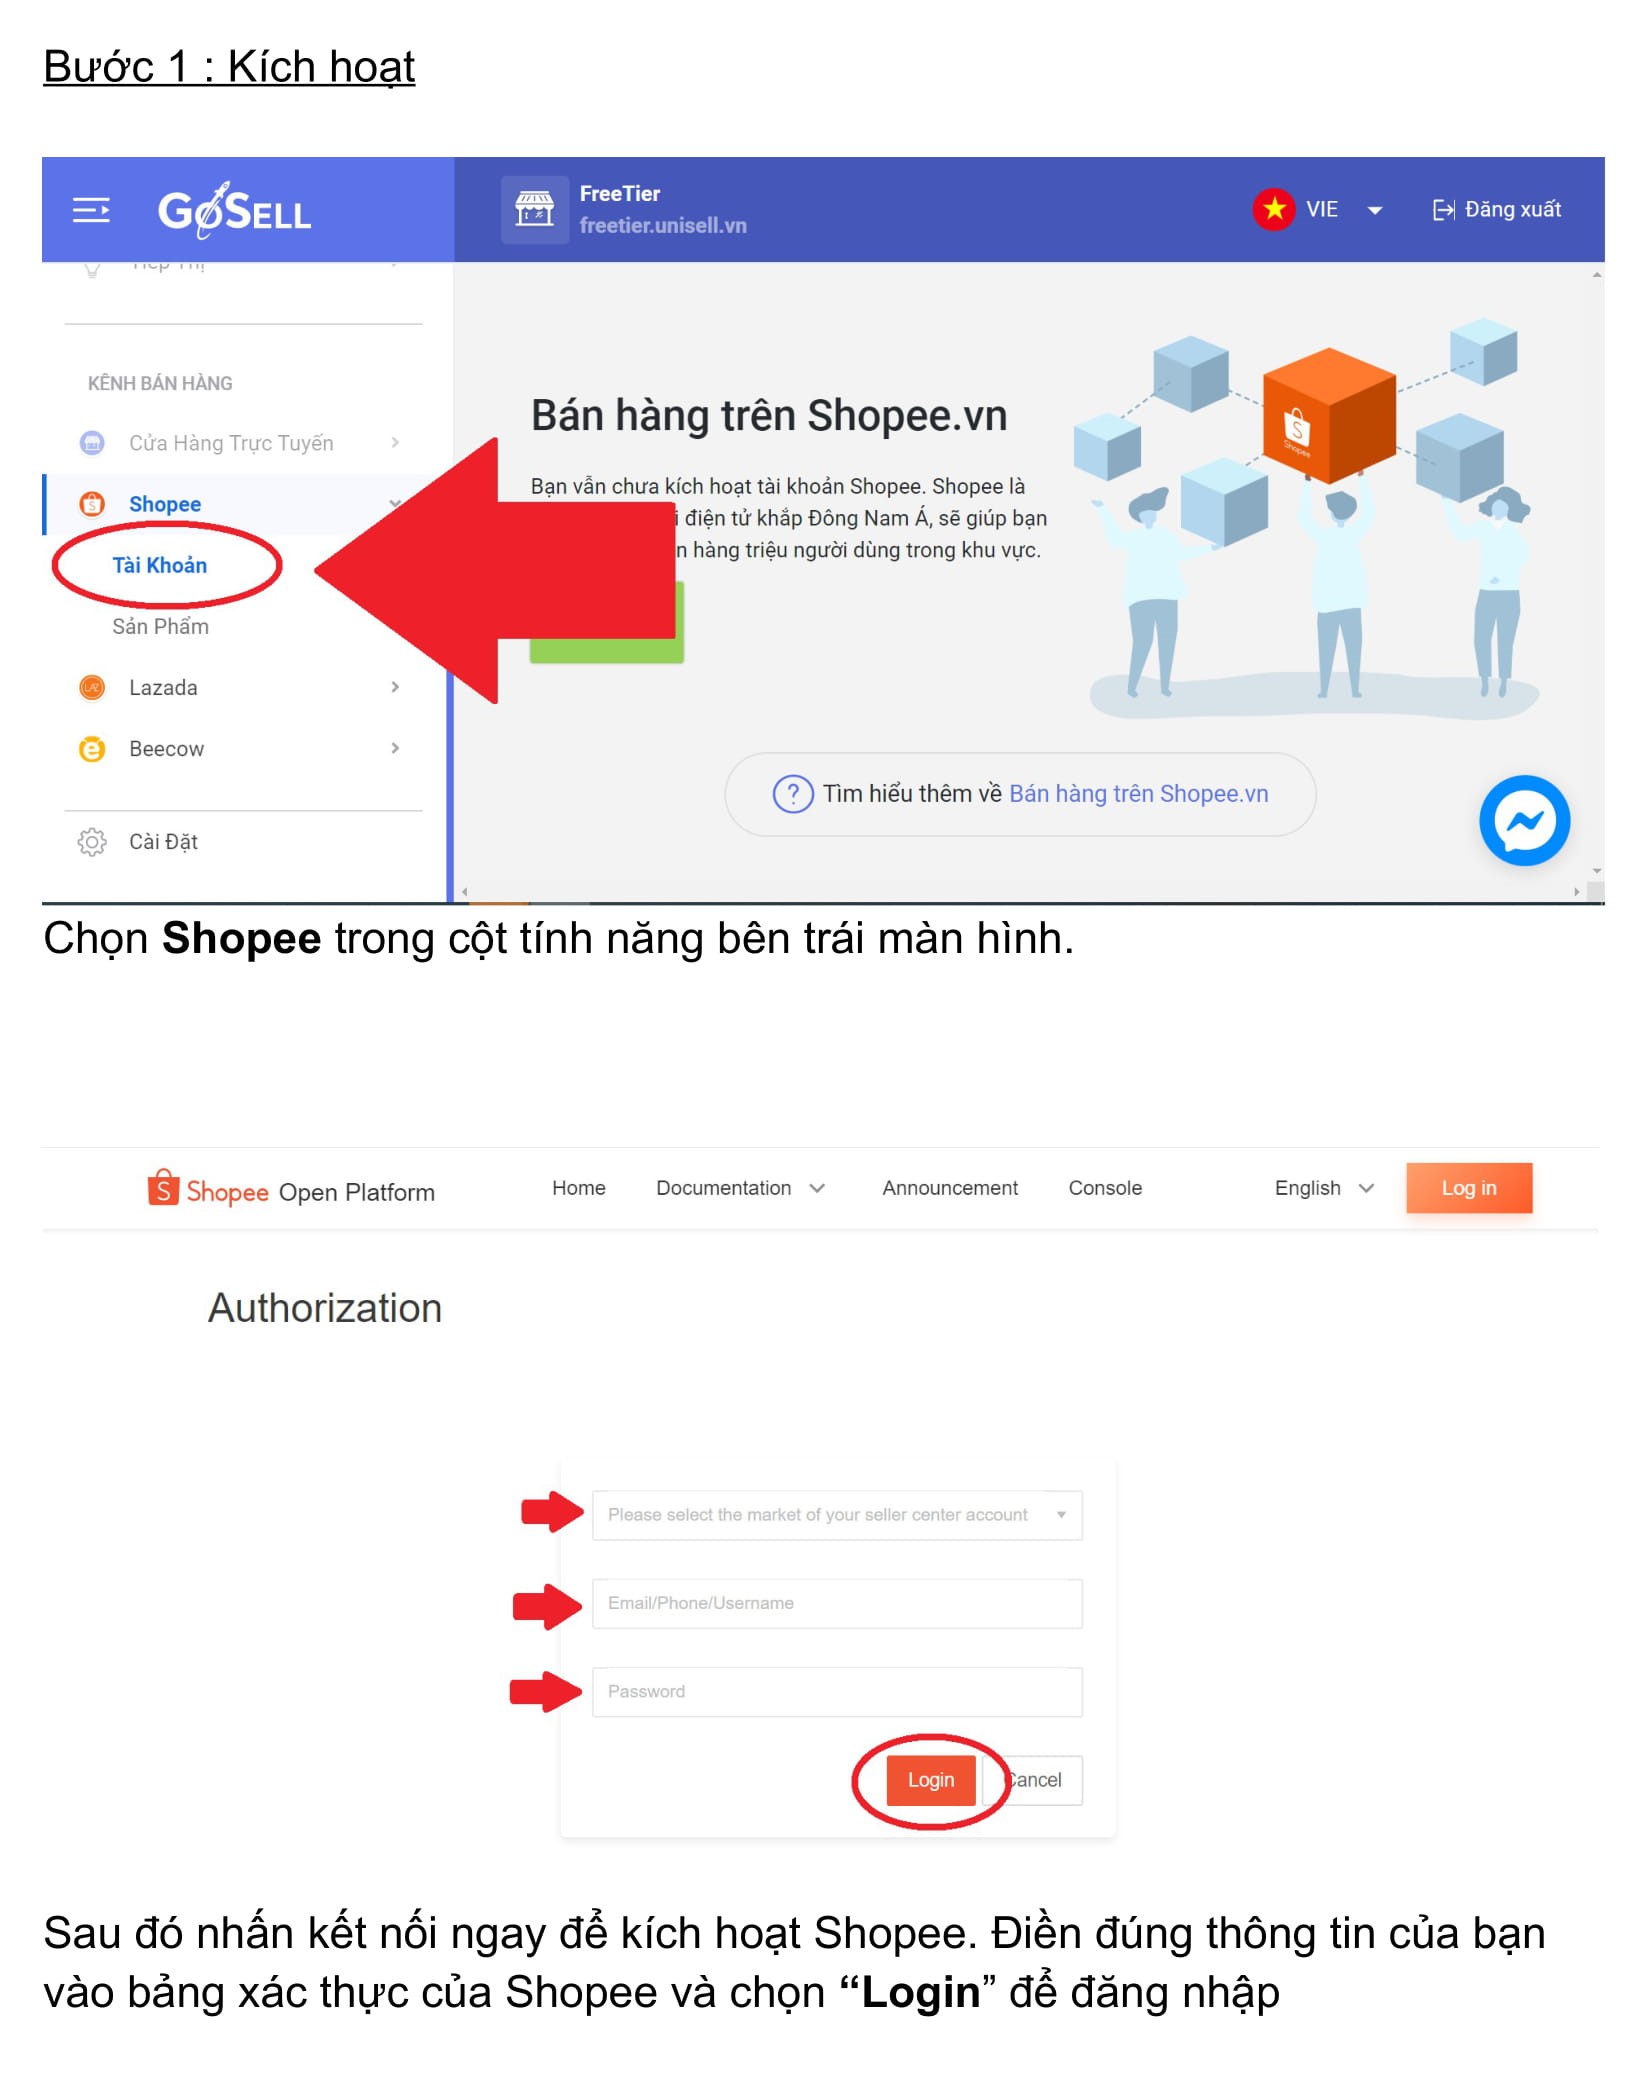 Bước 1 : Kích hoạt
GoSELL
FreeTier
freetier.unisell.vn
VIE
Đăng xuất
KÊNH BÁN HÀNG
Cửa Hàng Trực Tuyến
Shopee
Tài Khoản
Sản Phẩm
Lazada
Beecow
Cài Đặt
Bán hàng trên Shopee.vn
Bạn vẫn chưa kích hoạt tài khoản Shopee. Shopee là
điện tử khắp Đông Nam Á, sẽ giúp bạn
hàng triệu người dùng trong khu vực.
Shopee
Tìm hiểu thêm về Bán hàng trên Shopee.vn
Chọn Shopee trong cột tính năng bên trái màn hình.
Shopee Open Platform
Home
Documentation
Announcement
Console
English
Log in
Authorization
Please select the market of your seller center account
Email/Phone/Username
Password
Login
Cancel
Sau đó nhấn kết nối ngay để kích hoạt Shopee. Điền đúng thông tin của bạn
vào bảng xác thực của Shopee và chọn “Login” để đăng nhập